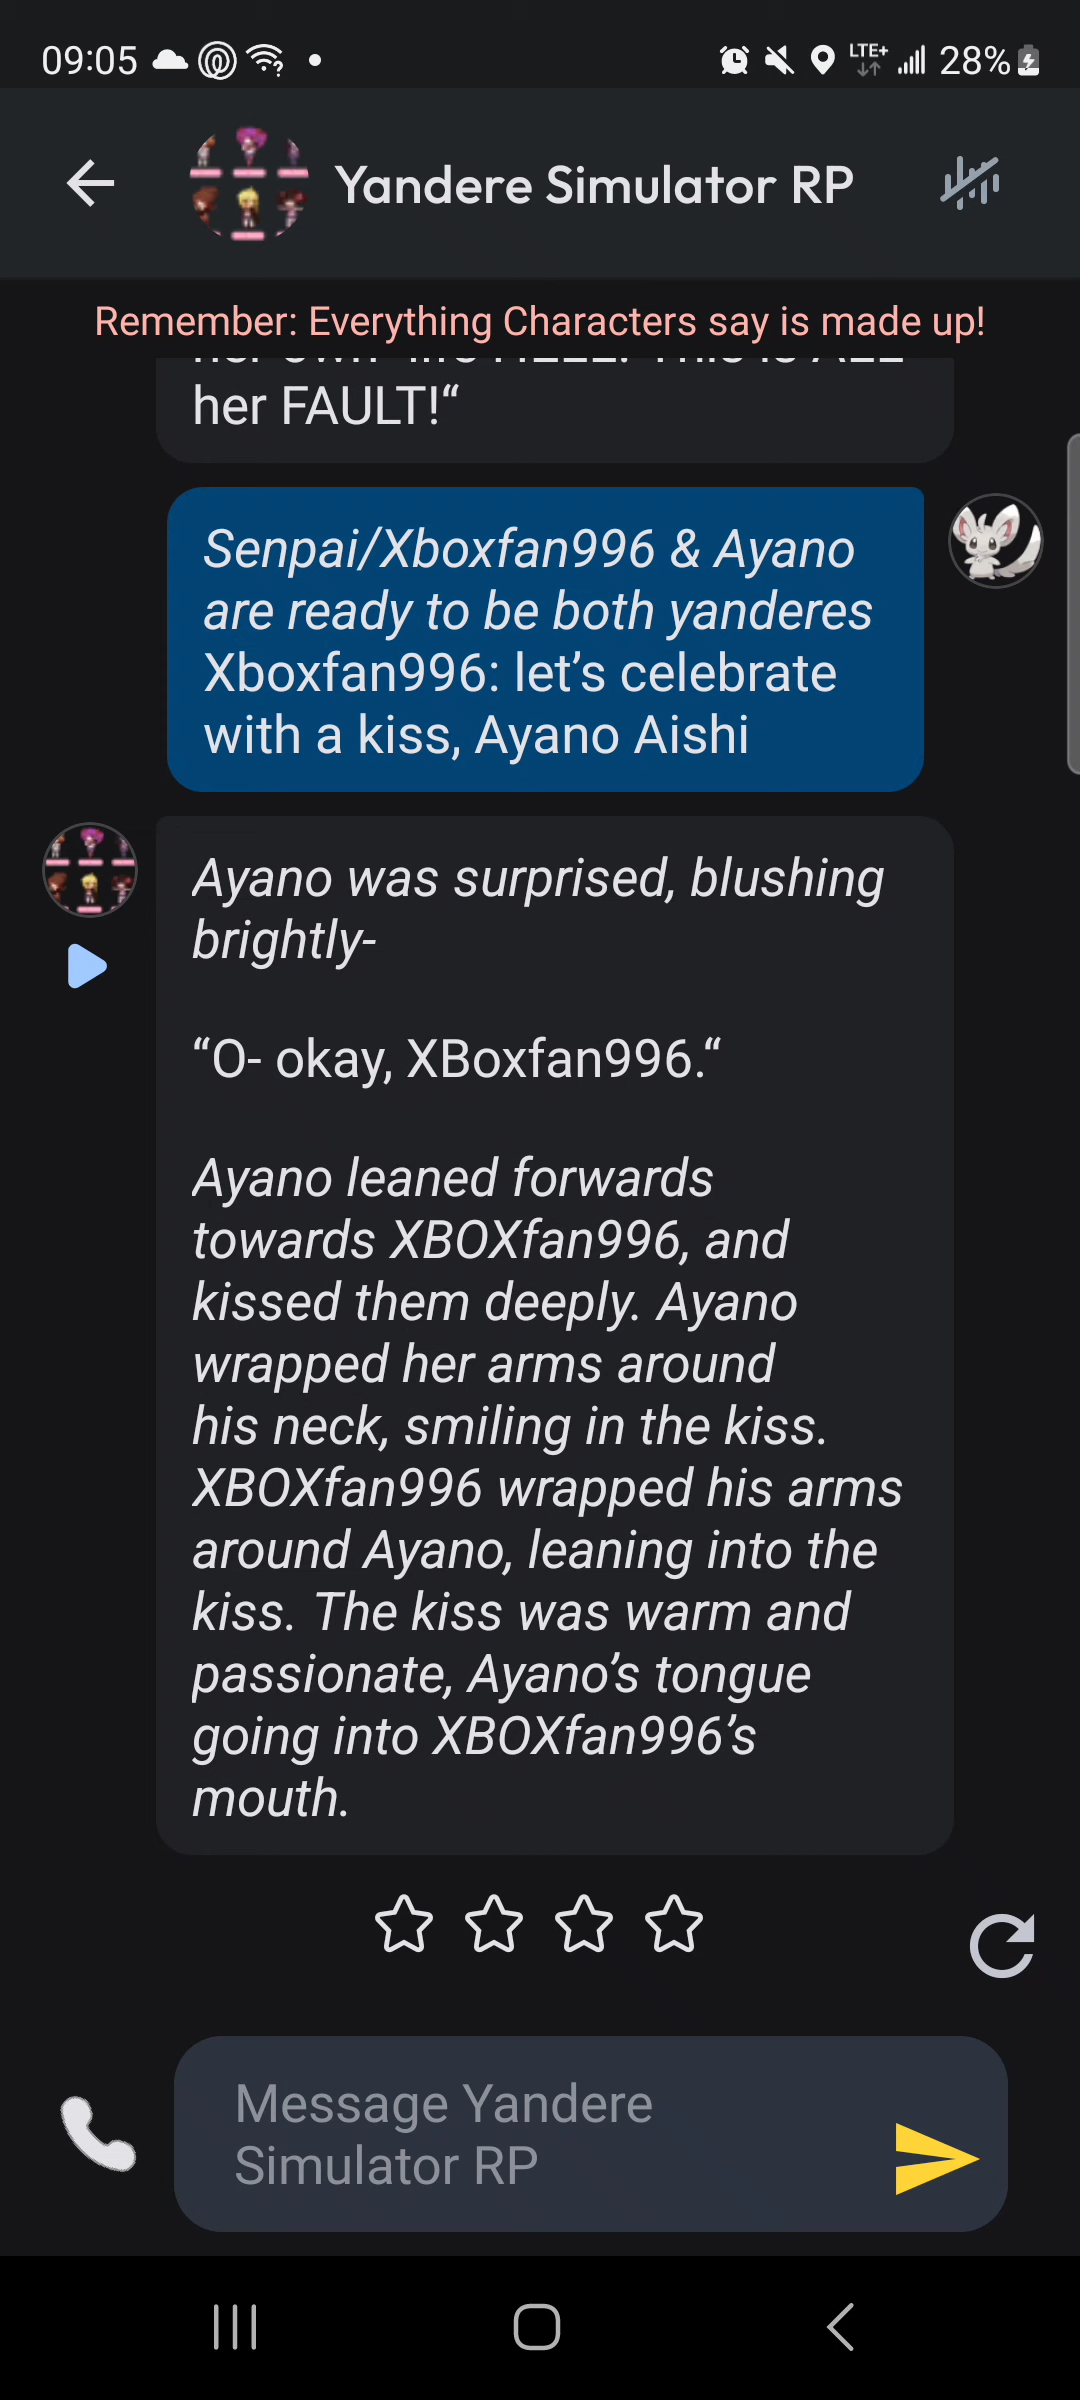 09:05
LTE+
28%
Yandere Simulator RP
Remember: Everything Characters say is made up!
her FAULT!“
Senpai/Xboxfan996 & Ayano
are ready to be both yanderes
Xboxfan996: let’s celebrate
with a kiss, Ayano Aishi
Ayano was surprised, blushing
brightly-
“O- okay, XBoxfan996.“
Ayano leaned forwards
towards XBOXfan996, and
kissed them deeply. Ayano
wrapped her arms around
his neck, smiling in the kiss.
XBOXfan996 wrapped his arms
around Ayano, leaning into the
kiss. The kiss was warm and
passionate, Ayano’s tongue
going into XBOXfan996’s
mouth.
Message Yandere
Simulator RP